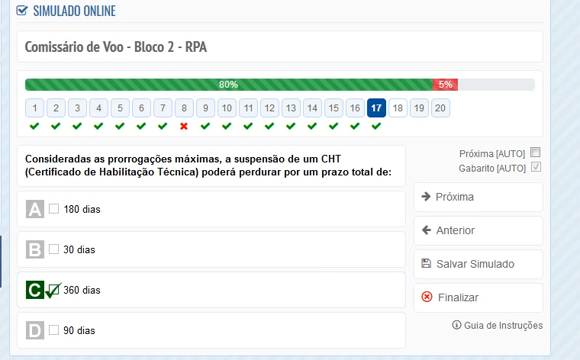 SIMULADO ONLINE
Comissário de Voo - Bloco 2 - RPA
80% 5%
1 2 3 4 5 6 7 8 9 10 11 12 13 14 15 16 17 18 19 20
Consideradas as prorrogações máximas, a suspensão de um CHT
(Certificado de Habilitação Técnica) poderá perdurar por um prazo total de:
A 180 dias
B 30 dias
C 360 dias
D 90 dias
Próxima [AUTO]
Gabarito [AUTO]
Próxima
Anterior
Salvar Simulado
Finalizar
Guia de Instruções